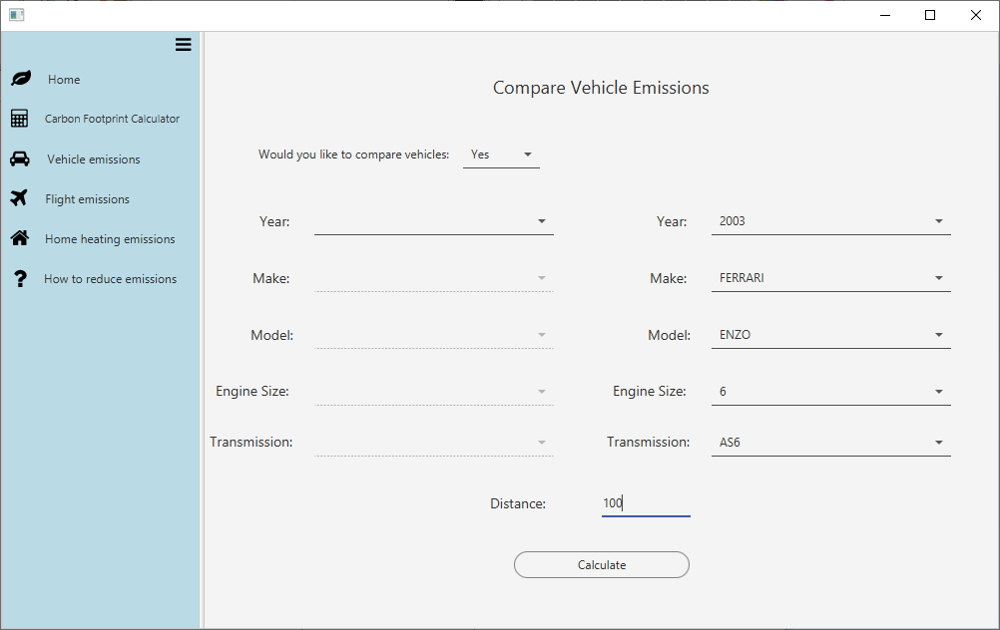 Home
Carbon Footprint Calculator
Vehicle emissions
Flight emissions
Home heating emissions
How to reduce emissions
Compare Vehicle Emissions
Would you like to compare vehicles: Yes
Year: Year: 2003
Make: Make: FERRARI
Model: Model: ENZO
Engine Size: Engine Size: 6
Transmission: Transmission: AS6
Distance: 100
Calculate